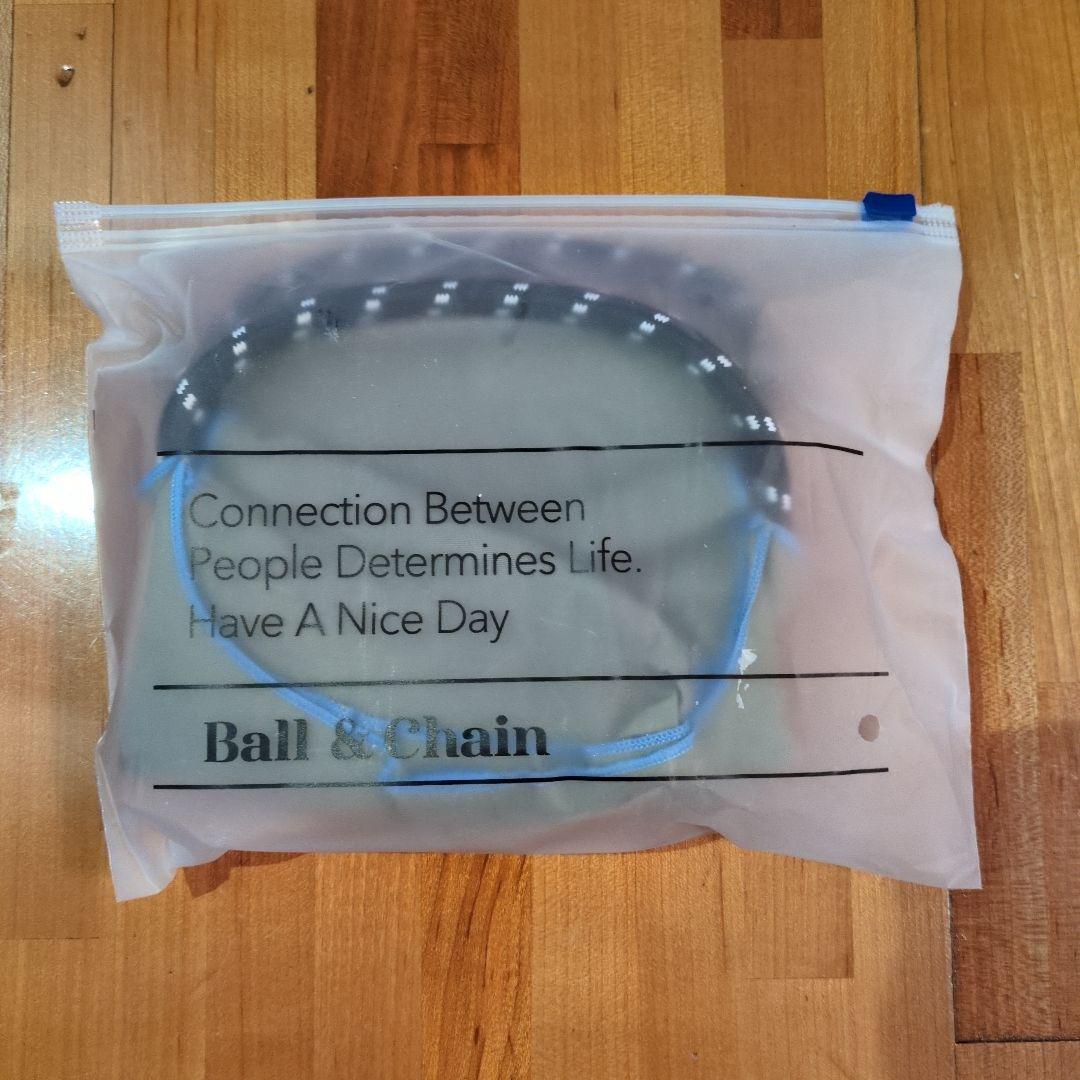 Connection Between
People Determines Life.
Have A Nice Day
Ball & Chain